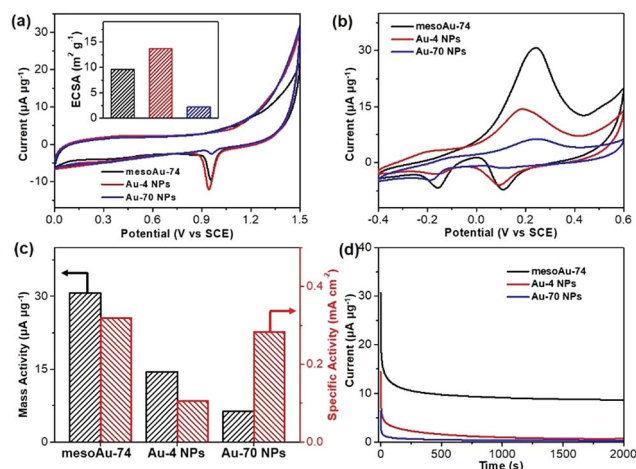 (a)
Current (µA µg⁻¹)
30
20
10
0
-10
ECSA (m² g⁻¹)
15
10
5
0
mesoAu-74
Au-4 NPs
Au-70 NPs
0.0 0.3 0.6 0.9 1.2 1.5
Potential (V vs SCE)
(b)
Current (µA µg⁻¹)
45
30
15
0
mesoAu-74
Au-4 NPs
Au-70 NPs
-0.4 -0.2 0.0 0.2 0.4 0.6
Potential (V vs SCE)
(c)
Mass Activity (µA µg⁻¹)
30
15
0
mesoAu-74 Au-4 NPs Au-70 NPs
0.4
0.2
0.0
Specific Activity (mA cm⁻²)
(d)
Current (µA µg⁻¹)
40
30
20
10
0
mesoAu-74
Au-4 NPs
Au-70 NPs
0 500 1000 1500 2000
Time (s)